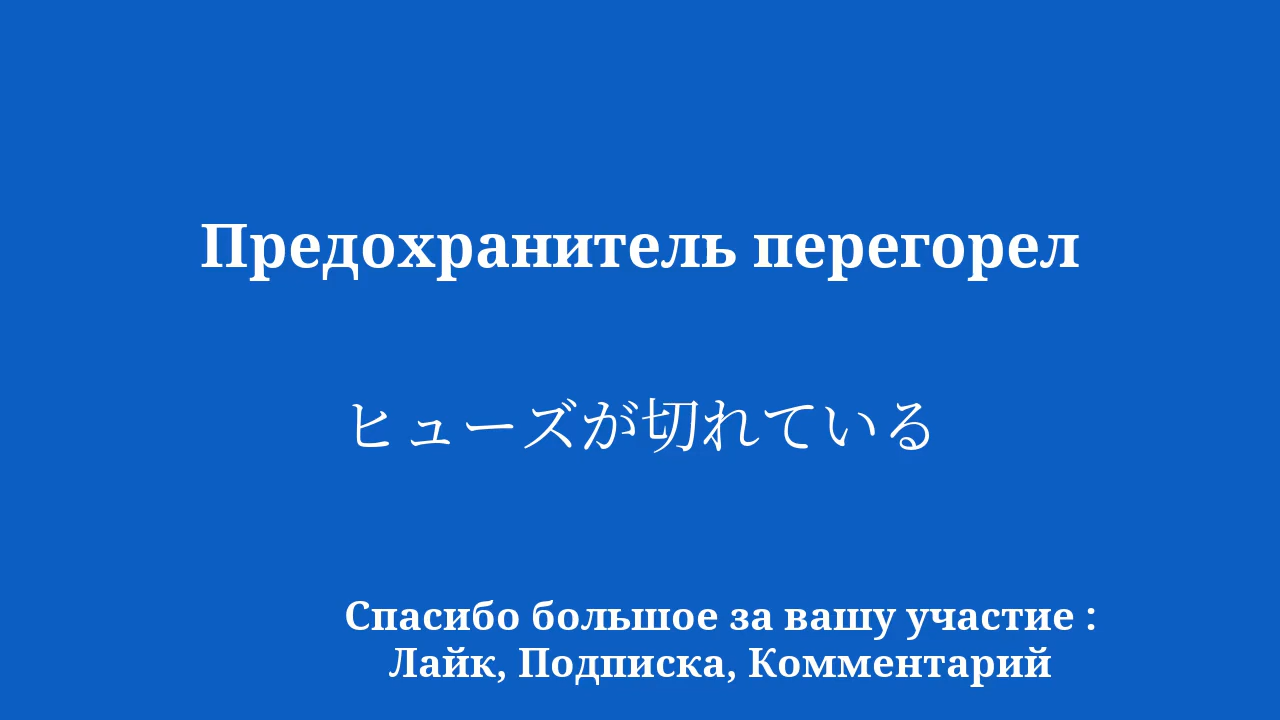 Предохранитель перегорел
ヒューズが切れている
Спасибо большое за вашу участие :
Лайк, Подписка, Комментарий